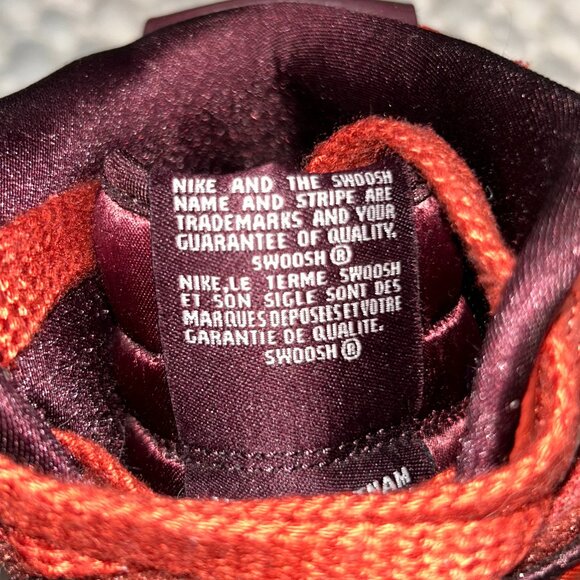 NIKE AND THE SWOOSH
NAME AND STRIPE ARE
TRADEMARKS AND YOUR
GUARANTEE OF QUALITY.
SWOOSH ®
NIKE, LE TERME SWOOSH
ET SON SIGLE SONT DES
MARQUES DEPOSEES ET VOTRE
GARANTIE DE QUALITE.
SWOOSH ®